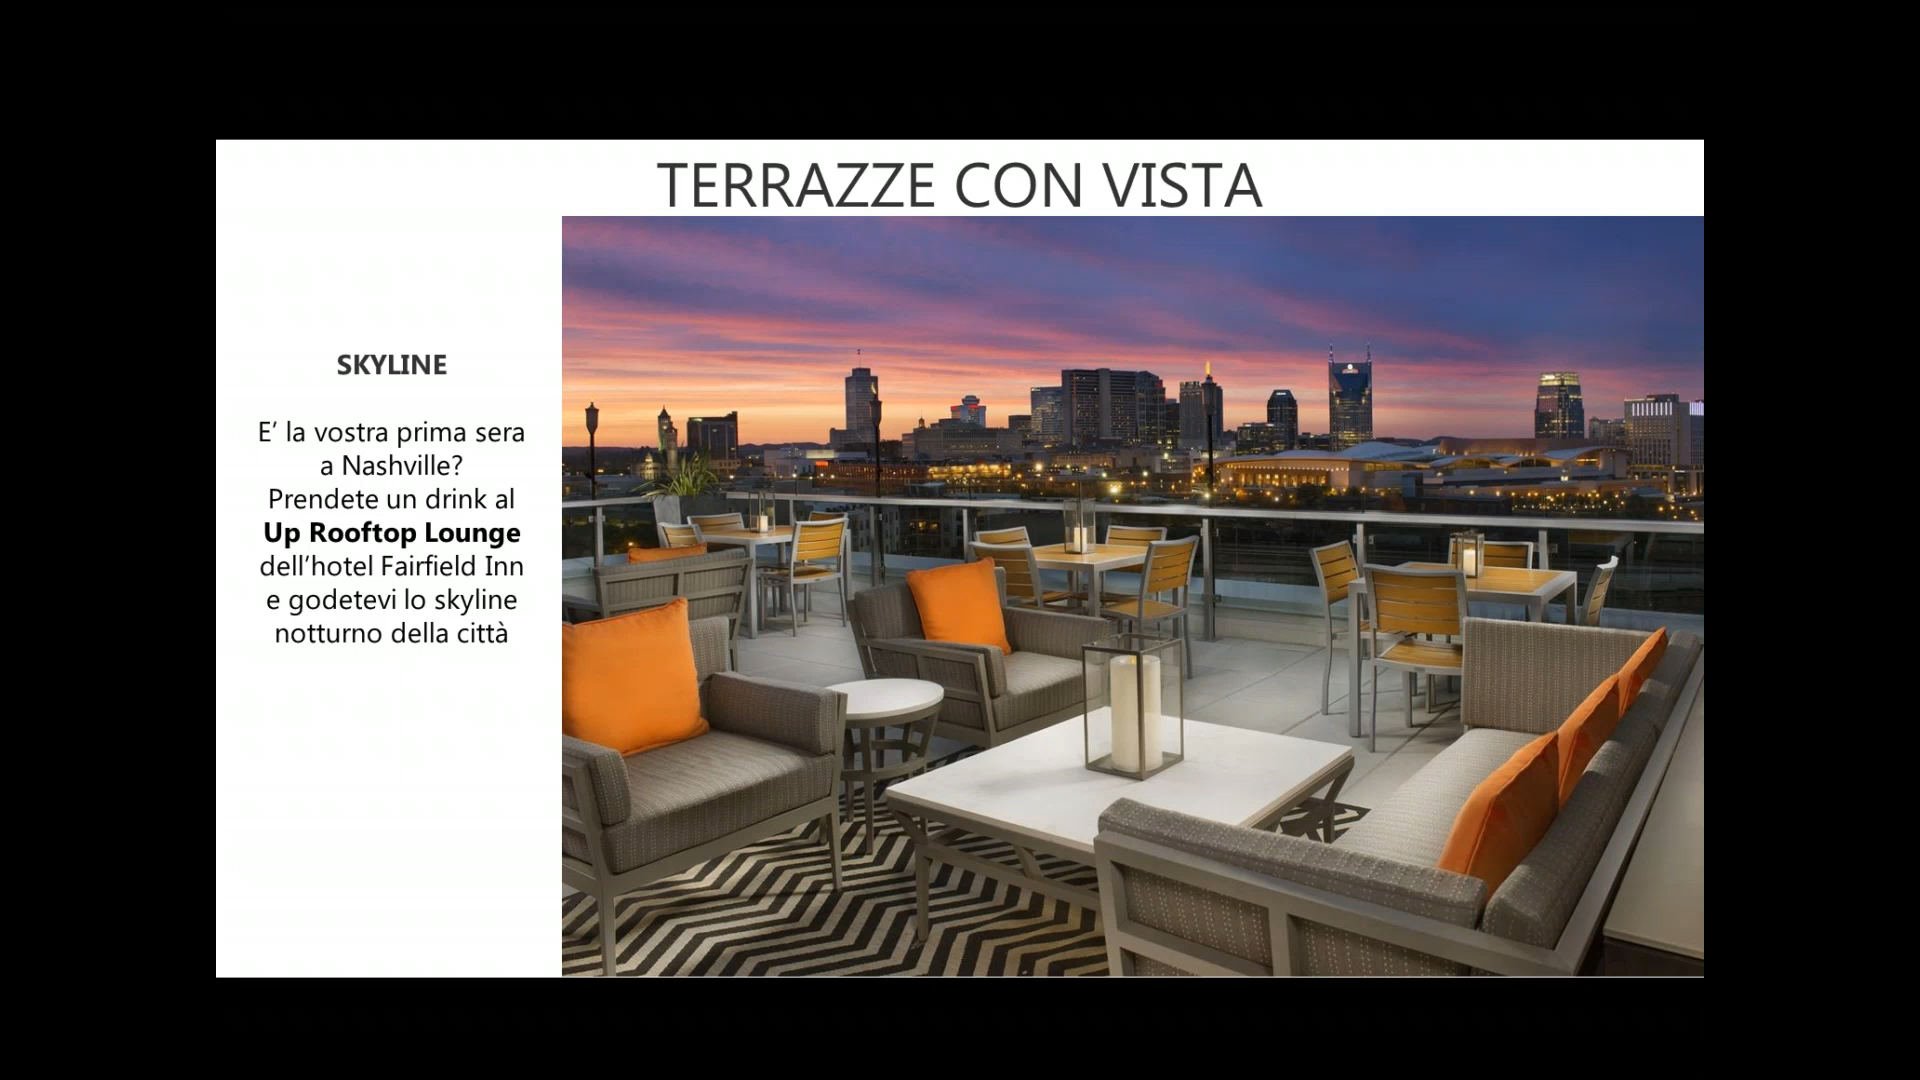 TERRAZZE CON VISTA
SKYLINE
E’ la vostra prima sera
a Nashville?
Prendete un drink al
Up Rooftop Lounge
dell’hotel Fairfield Inn
e godetevi lo skyline
notturno della città